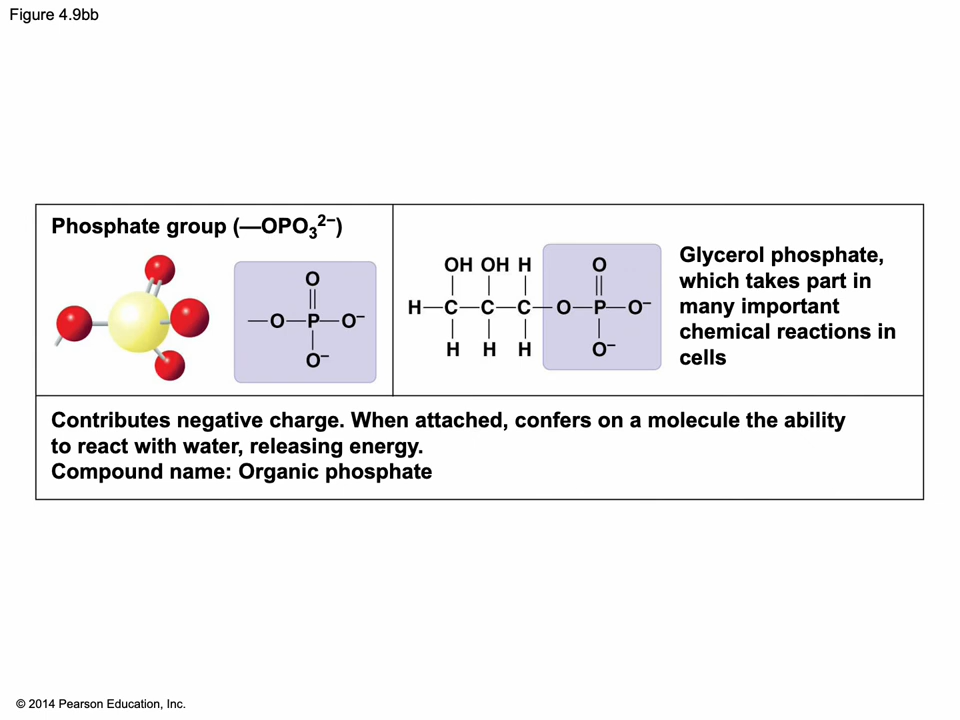 Figure 4.9bb
Phosphate group (—OPO₃²⁻)
O
—O—P—O⁻
O⁻
OH OH H O
H—C—C—C—O—P—O⁻
H H H O⁻
Glycerol phosphate,
which takes part in
many important
chemical reactions in
cells
Contributes negative charge. When attached, confers on a molecule the ability
to react with water, releasing energy.
Compound name: Organic phosphate
© 2014 Pearson Education, Inc.